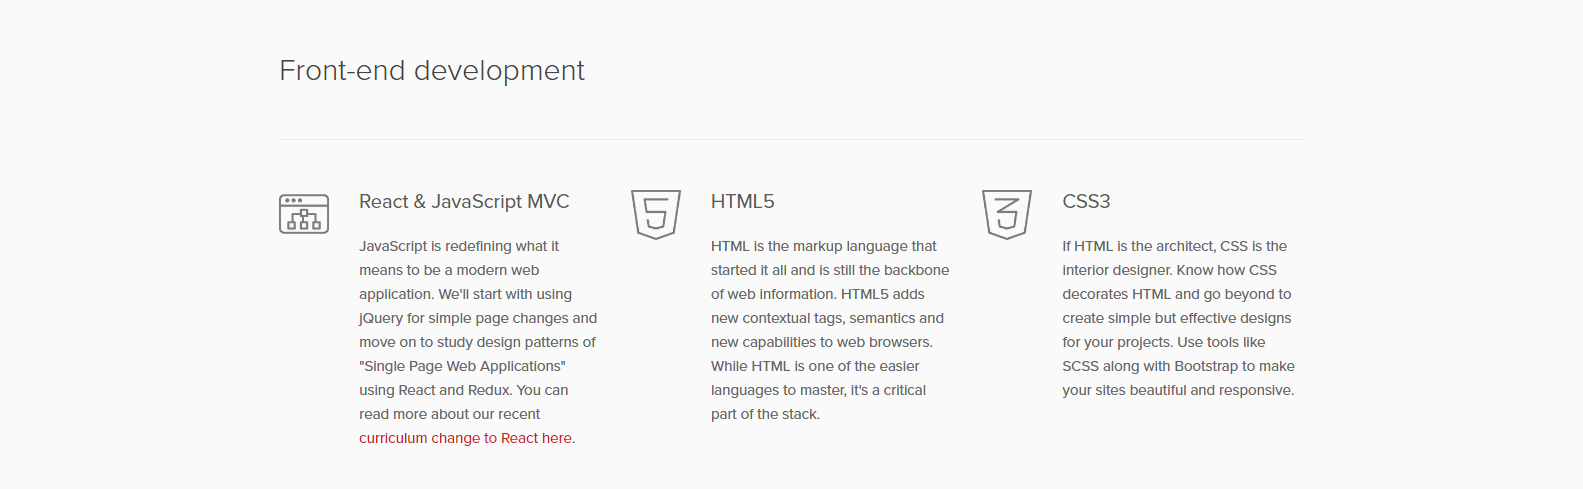 Front-end development
React & JavaScript MVC
JavaScript is redefining what it
means to be a modern web
application. We'll start with using
jQuery for simple page changes and
move on to study design patterns of
"Single Page Web Applications"
using React and Redux. You can
read more about our recent
curriculum change to React here.
5
HTML5
HTML is the markup language that
started it all and is still the backbone
of web information. HTML5 adds
new contextual tags, semantics and
new capabilities to web browsers.
While HTML is one of the easier
languages to master, it's a critical
part of the stack.
3
CSS3
If HTML is the architect, CSS is the
interior designer. Know how CSS
decorates HTML and go beyond to
create simple but effective designs
for your projects. Use tools like
SCSS along with Bootstrap to make
your sites beautiful and responsive.